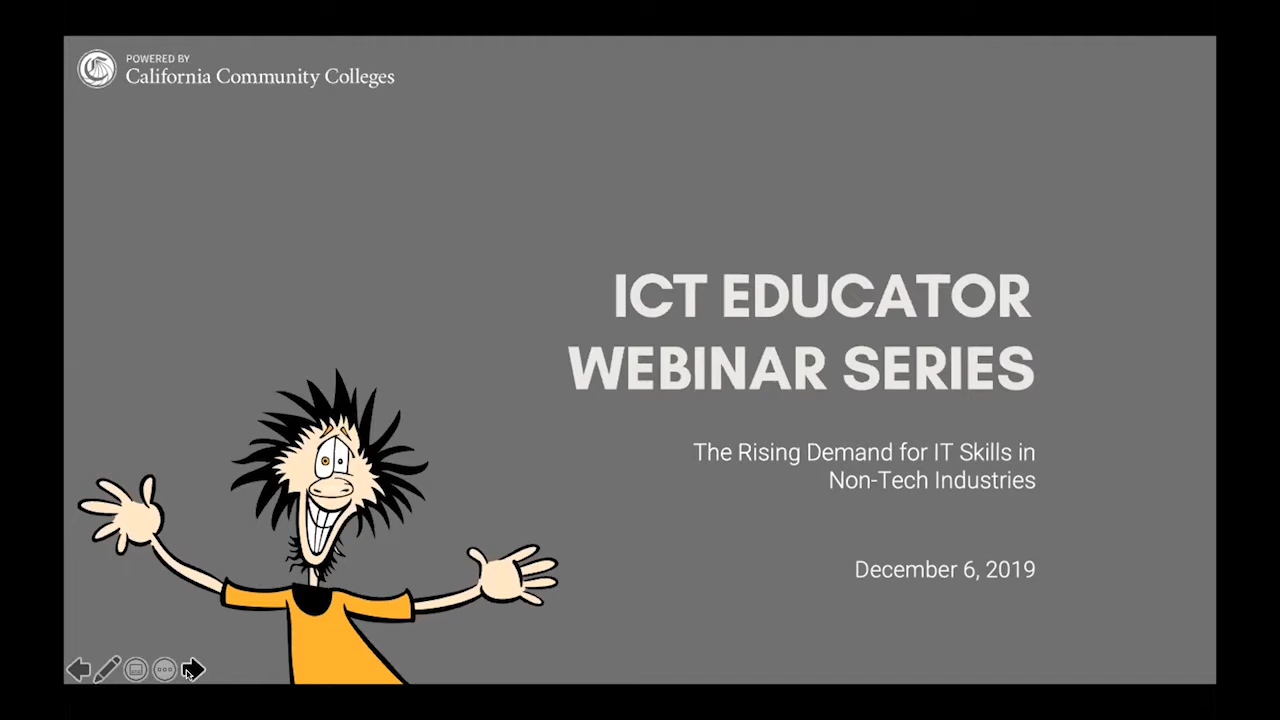 POWERED BY
California Community Colleges
ICT EDUCATOR
WEBINAR SERIES
The Rising Demand for IT Skills in
Non-Tech Industries
December 6, 2019